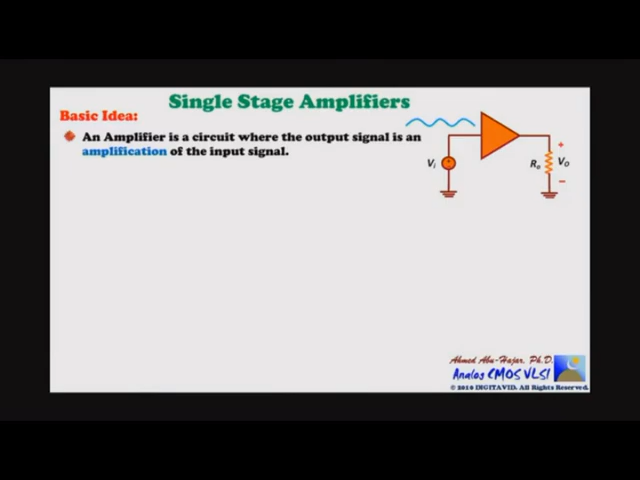 Single Stage Amplifiers
Basic Idea:
An Amplifier is a circuit where the output signal is an
amplification of the input signal.
Vi
Ro
+
Vo
−
Ahmed Abu-Hajar, Ph.D.
Analog CMOS VLSI
© 2010 DIGITAVID. All Rights Reserved.